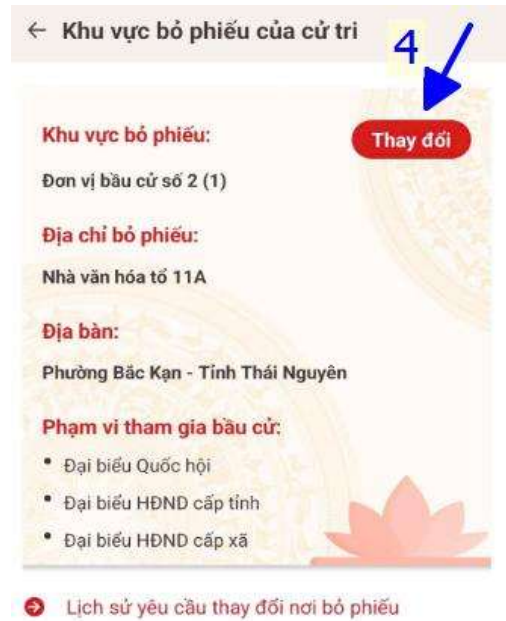 ← Khu vực bỏ phiếu của cử tri
4
Khu vực bỏ phiếu:
Thay đổi
Đơn vị bầu cử số 2 (1)
Địa chỉ bỏ phiếu:
Nhà văn hóa tổ 11A
Địa bàn:
Phường Bắc Kạn - Tỉnh Thái Nguyên
Phạm vi tham gia bầu cử:
• Đại biểu Quốc hội
• Đại biểu HĐND cấp tỉnh
• Đại biểu HĐND cấp xã
Lịch sử yêu cầu thay đổi nơi bỏ phiếu